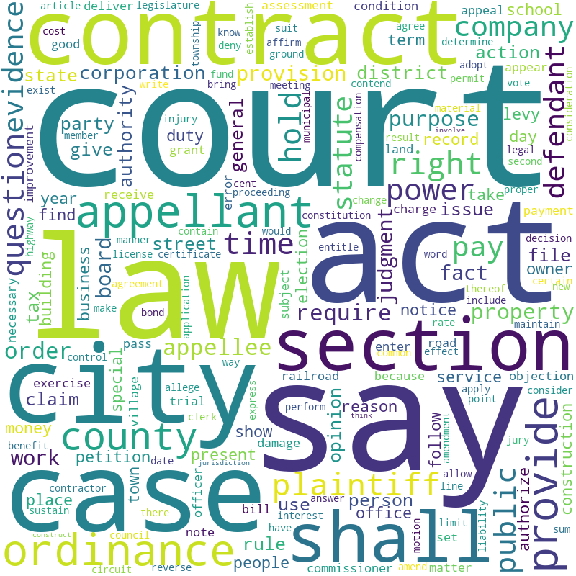 article
deliver
legislature
contract
assessment
condition
appeal
school
cost
good
township
know
deny
establish
suit
affirm
ground
agree
determine
evidence
state
fund
write
company
corporation
provision
term
adopt
appear
exist
bring
district
action
permit
vote
contend
court
party
member
give
authority
injury
duty
grant
general
meeting
municipal
hold
compensation
statute
purpose
material
involve
result
land
record
levy
day
legal
second
defendant
consideration
question
improvement
year
find
receive
appellant
error
cent
proceeding
change
right
take
proper
highway
contain
constitution
charge
power
issue
payment
manner
would
street
time
entitle
word
decision
file
necessary
tax
building
business
board
license
certificate
law
subject
election
act
judgment
pay
fact
owner
make
agreement
application
require
notice
thereof
include
certain
new
bond
property
rate
maintain
order
control
pass
appellee
section
enter
road
effect
special
way
railroad
because
service
objection
city
exercise
claim
village
allege
trial
express
say
perform
think
reason
apply
point
consider
county
clerk
show
opinion
follow
amendment
jury
money
benefit
petition
damage
provide
construction
work
date
present
jurisdiction
plaintiff
answer
allow
line
case
contractor
town
officer
use
person
office
limit
set
liability
public
authorize
place
sustain
there
bill
interest
have
shall
motion
note
rule
people
sum
ordinance
construct
council
circuit
reverse
commissioner
amend
matter